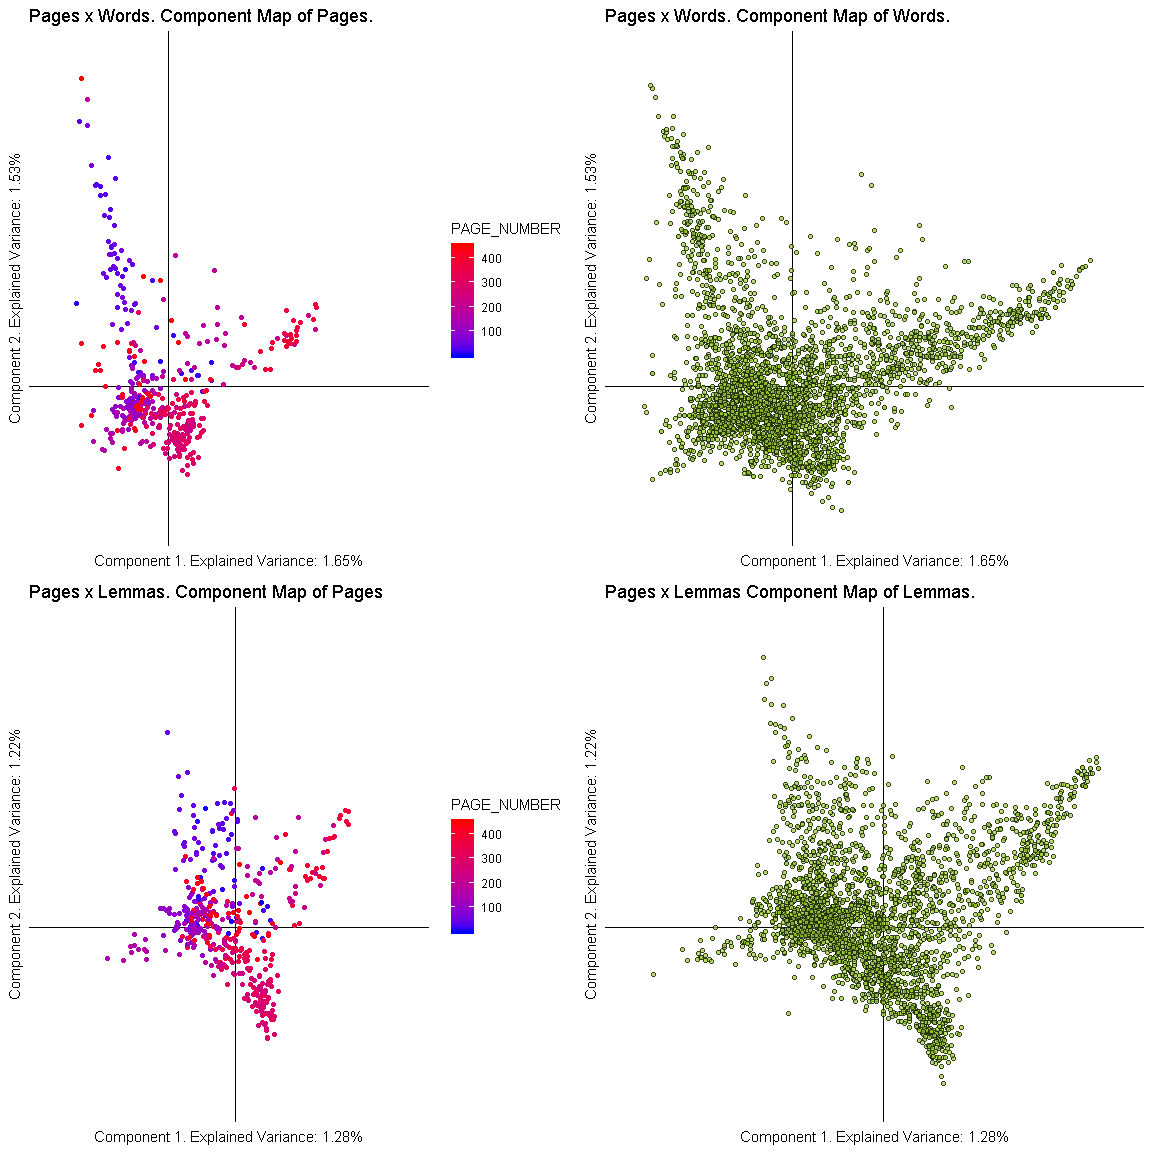 Pages x Words. Component Map of Pages.
Component 2. Explained Variance: 1.53%
PAGE_NUMBER
400
300
200
100
Component 1. Explained Variance: 1.65%
Pages x Words. Component Map of Words.
Component 2. Explained Variance: 1.53%
Component 1. Explained Variance: 1.65%
Pages x Lemmas. Component Map of Pages
Component 2. Explained Variance: 1.22%
PAGE_NUMBER
400
300
200
100
Component 1. Explained Variance: 1.28%
Pages x Lemmas Component Map of Lemmas.
Component 2. Explained Variance: 1.22%
Component 1. Explained Variance: 1.28%